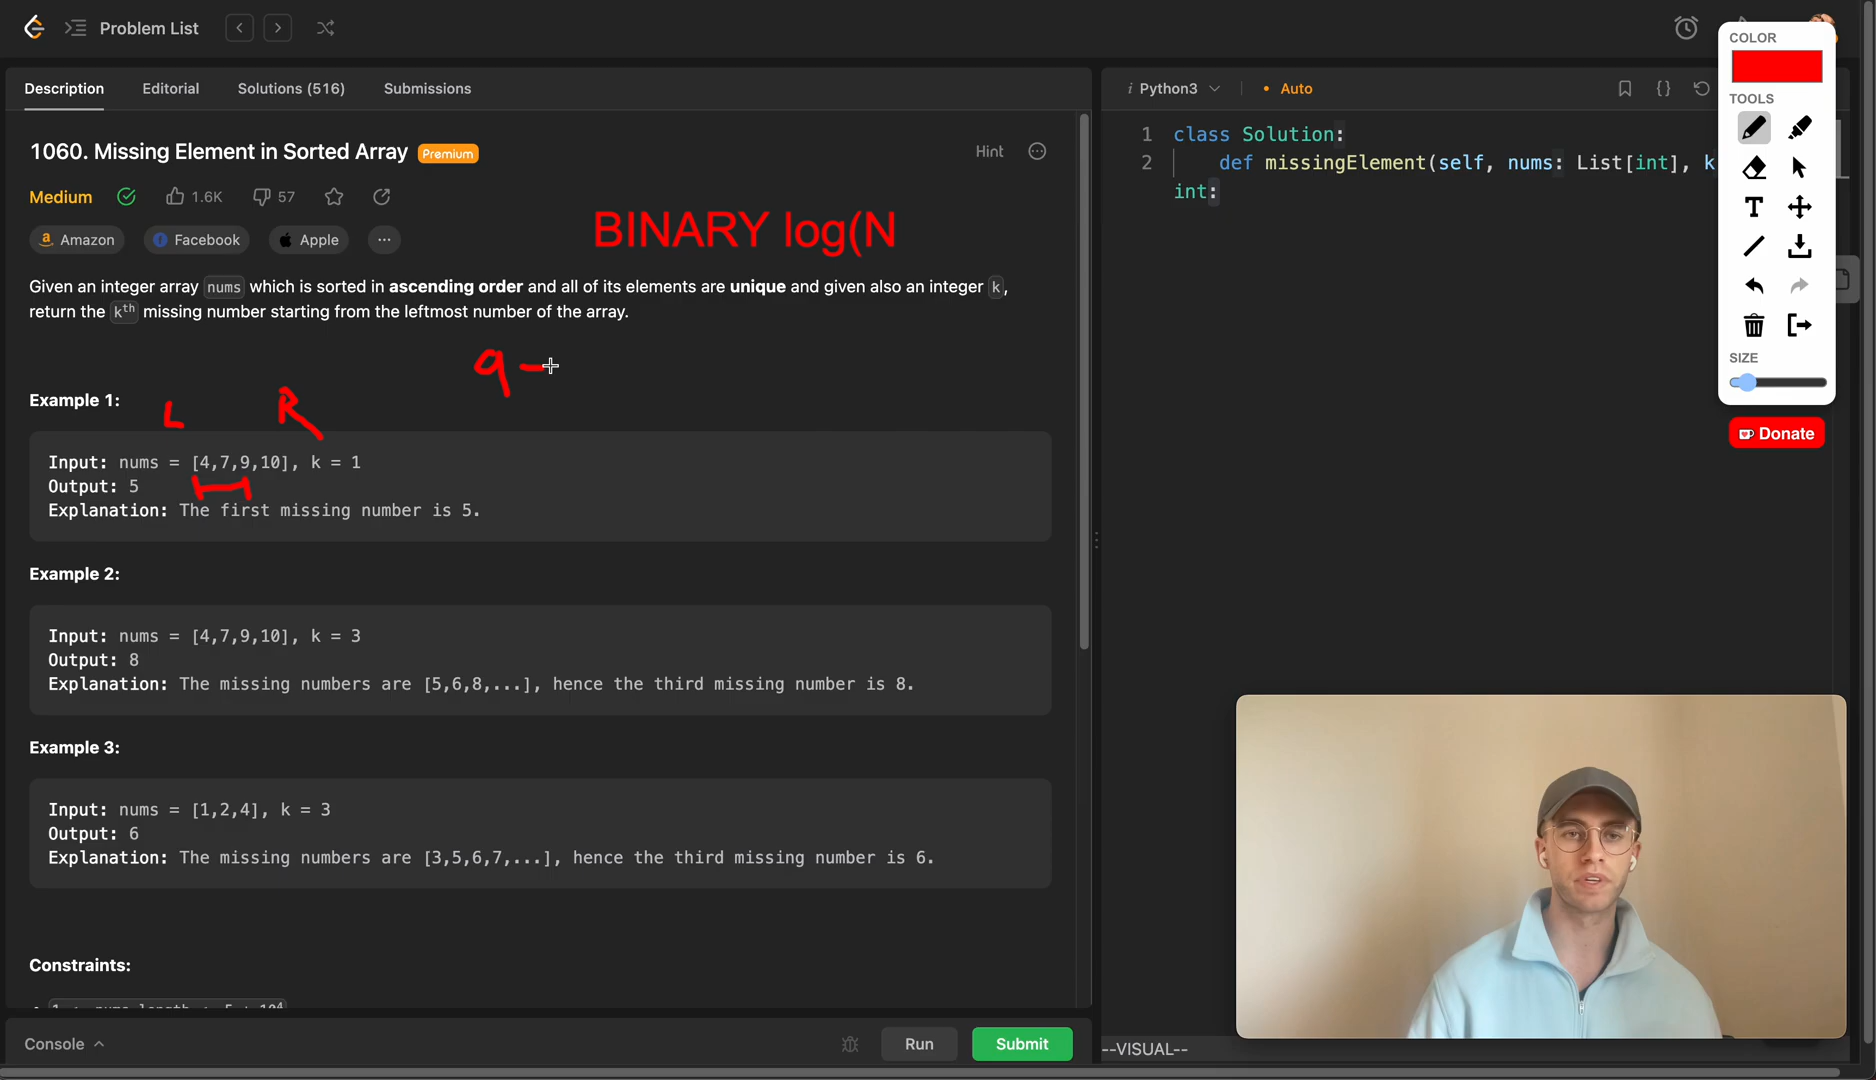 Problem List
COLOR
TOOLS
SIZE
Donate
Description Editorial Solutions (516) Submissions
i Python3 • Auto {}
1060. Missing Element in Sorted Array Premium
Hint
Medium 1.6K 57
a Amazon Facebook Apple ...
BINARY log(N
Given an integer array nums which is sorted in ascending order and all of its elements are unique and given also an integer k,
return the kth missing number starting from the leftmost number of the array.
9 -
Example 1:
L R
Input: nums = [4,7,9,10], k = 1
Output: 5
Explanation: The first missing number is 5.
Example 2:
Input: nums = [4,7,9,10], k = 3
Output: 8
Explanation: The missing numbers are [5,6,8,...], hence the third missing number is 8.
Example 3:
Input: nums = [1,2,4], k = 3
Output: 6
Explanation: The missing numbers are [3,5,6,7,...], hence the third missing number is 6.
Constraints:
Console Run Submit
1 class Solution:
2 def missingElement(self, nums: List[int], k
int:
--VISUAL--
T